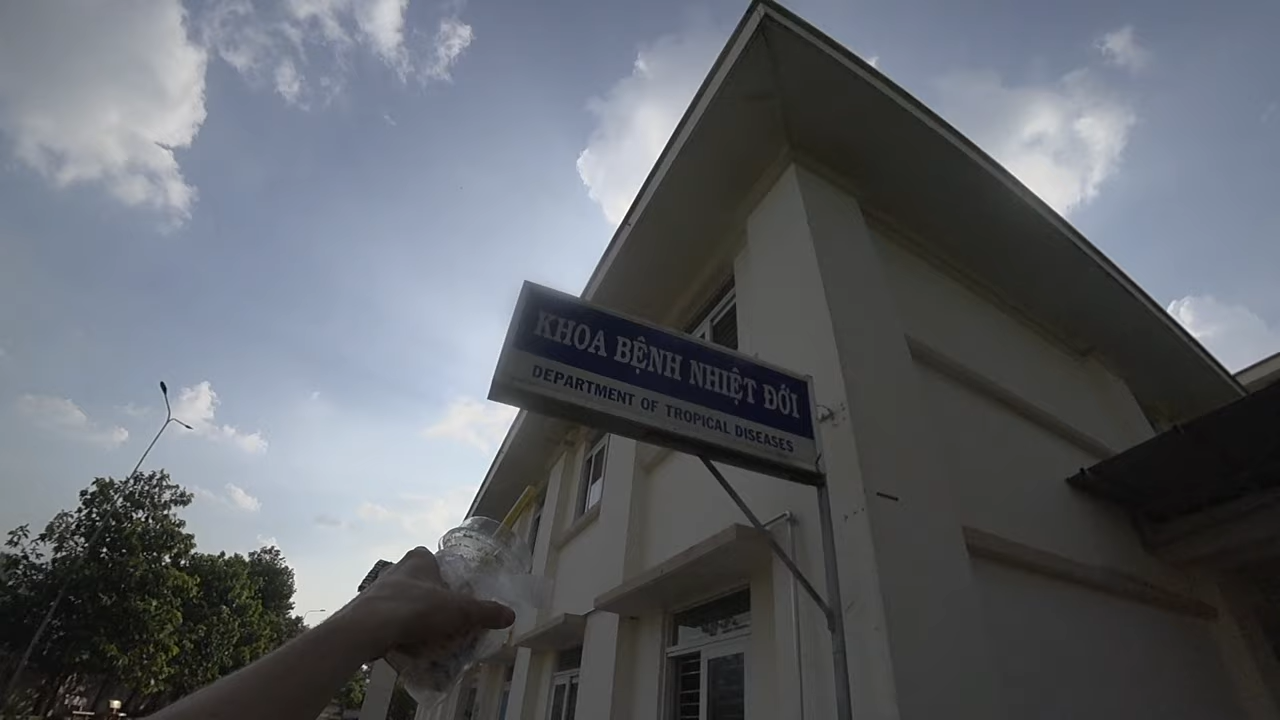 KHOA BỆNH NHIỆT ĐỚI
DEPARTMENT OF TROPICAL DISEASES